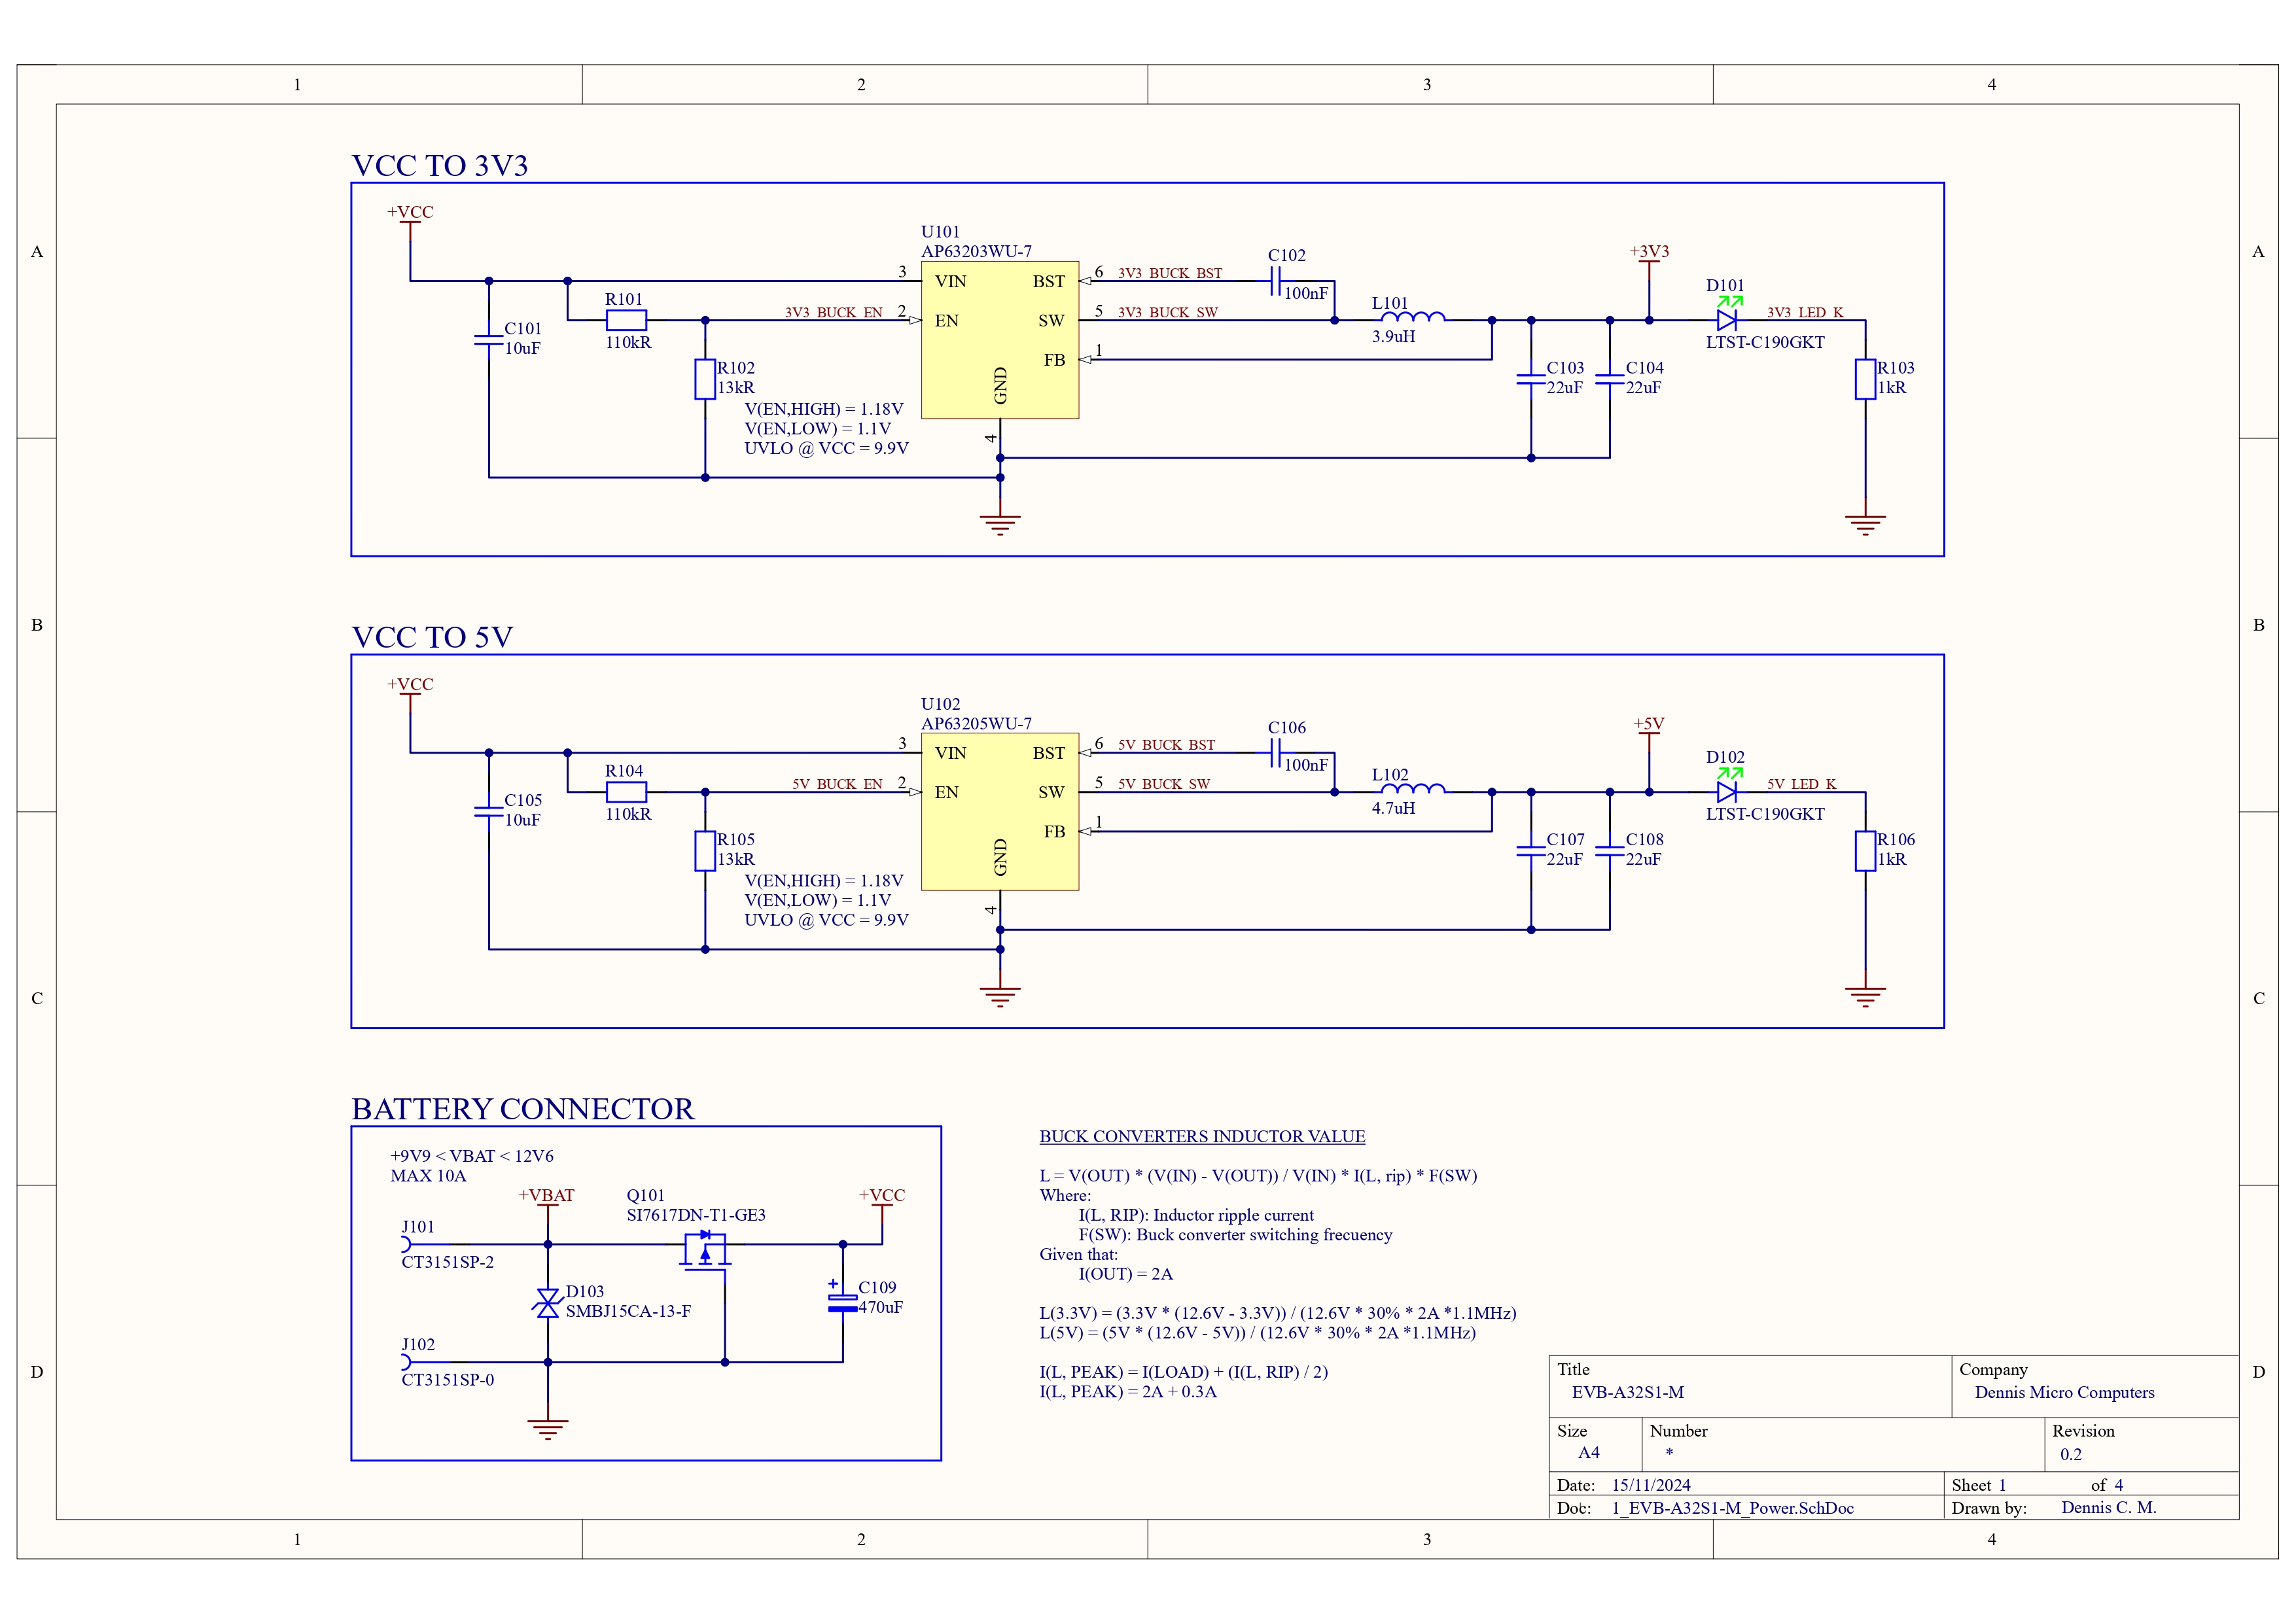 1 2 3 4
A A
B B
C C
D D
VCC TO 3V3
+VCC
U101
AP63203WU-7
3 VIN
2 EN
BST 6
SW 5
FB 1
GND
4
3V3_BUCK_BST
3V3_BUCK_SW
3V3_BUCK_EN
R101
110kR
C101
10uF
R102
13kR
V(EN,HIGH) = 1.18V
V(EN,LOW) = 1.1V
UVLO @ VCC = 9.9V
C102
100nF
L101
3.9uH
+3V3
C103
22uF
C104
22uF
D101
LTST-C190GKT
3V3_LED_K
R103
1kR
VCC TO 5V
+VCC
U102
AP63205WU-7
3 VIN
2 EN
BST 6
SW 5
FB 1
GND
4
5V_BUCK_BST
5V_BUCK_SW
5V_BUCK_EN
R104
110kR
C105
10uF
R105
13kR
V(EN,HIGH) = 1.18V
V(EN,LOW) = 1.1V
UVLO @ VCC = 9.9V
C106
100nF
L102
4.7uH
+5V
C107
22uF
C108
22uF
D102
LTST-C190GKT
5V_LED_K
R106
1kR
BATTERY CONNECTOR
+9V9 < VBAT < 12V6
MAX 10A
+VBAT
Q101
SI7617DN-T1-GE3
+VCC
J101
CT3151SP-2
D103
SMBJ15CA-13-F
C109
470uF
+
J102
CT3151SP-0
BUCK CONVERTERS INDUCTOR VALUE
L = V(OUT) * (V(IN) - V(OUT)) / V(IN) * I(L, rip) * F(SW)
Where:
I(L, RIP): Inductor ripple current
F(SW): Buck converter switching frecuency
Given that:
I(OUT) = 2A
L(3.3V) = (3.3V * (12.6V - 3.3V)) / (12.6V * 30% * 2A *1.1MHz)
L(5V) = (5V * (12.6V - 5V)) / (12.6V * 30% * 2A *1.1MHz)
I(L, PEAK) = I(LOAD) + (I(L, RIP) / 2)
I(L, PEAK) = 2A + 0.3A
Title
EVB-A32S1-M
Company
Dennis Micro Computers
Size
A4
Number
*
Revision
0.2
Date: 15/11/2024
Sheet 1 of 4
Doc: 1_EVB-A32S1-M_Power.SchDoc
Drawn by: Dennis C. M.
1 2 3 4